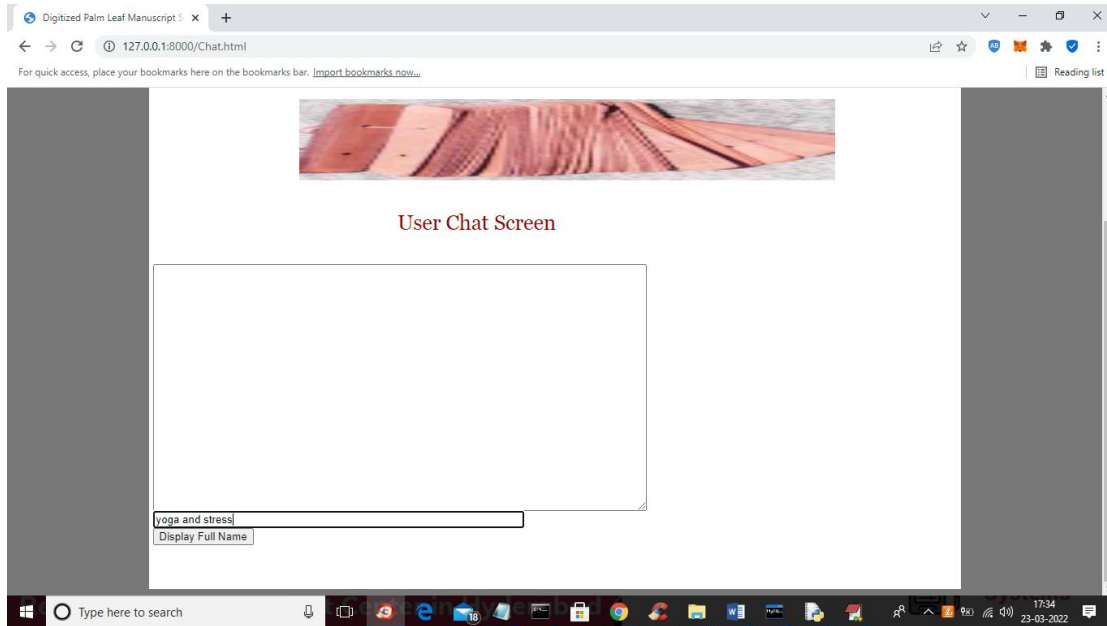 Digitized Palm Leaf Manuscript S
127.0.0.1:8000/Chat.html
For quick access, place your bookmarks here on the bookmarks bar. Import bookmarks now...
Reading list
User Chat Screen
yoga and stress
Display Full Name
Type here to search
18
17:34
23-03-2022